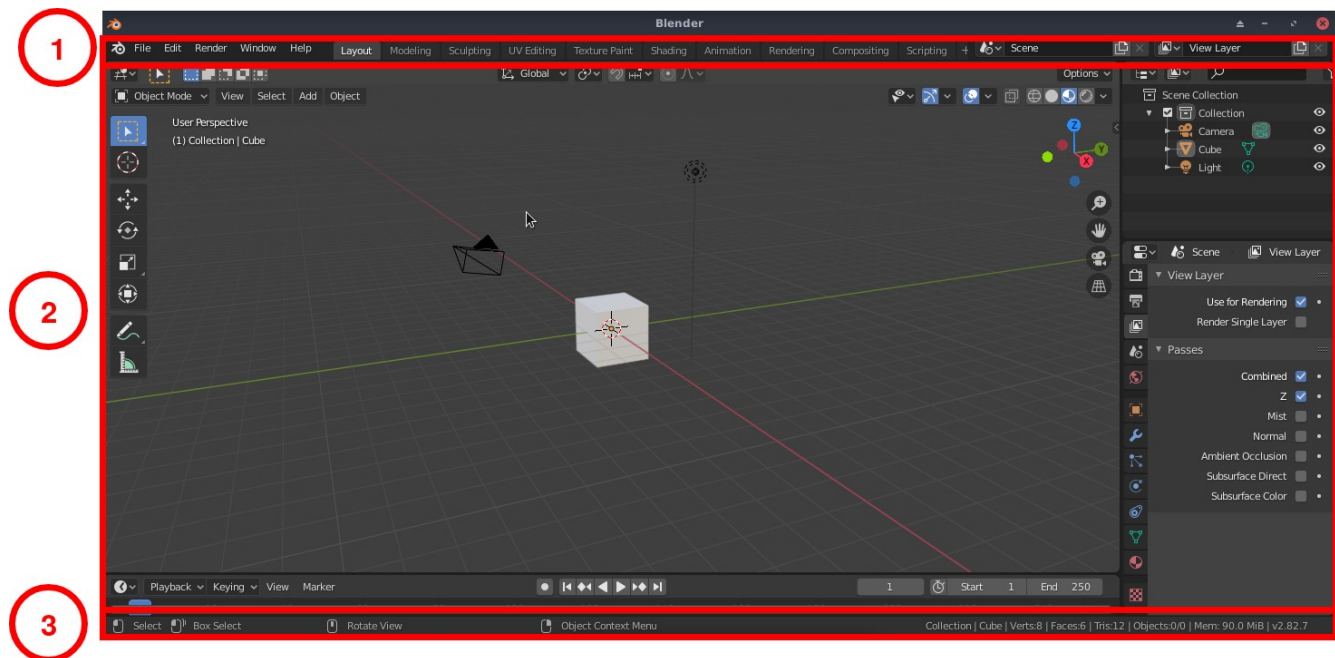 Blender
1
File Edit Render Window Help Layout Modeling Sculpting UV Editing Texture Paint Shading Animation Rendering Compositing Scripting + Scene View Layer
Global Options
Object Mode View Select Add Object
User Perspective
(1) Collection | Cube
Z
Y
X
Scene Collection
Collection
Camera
Cube
Light
2
Scene View Layer
View Layer
Use for Rendering
Render Single Layer
Passes
Combined
Z
Mist
Normal
Ambient Occlusion
Subsurface Direct
Subsurface Color
Playback Keying View Marker 1 Start 1 End 250
3
Select Box Select Rotate View Object Context Menu Collection | Cube | Verts:8 | Faces:6 | Tris:12 | Objects:0/0 | Mem: 90.0 MiB | v2.82.7